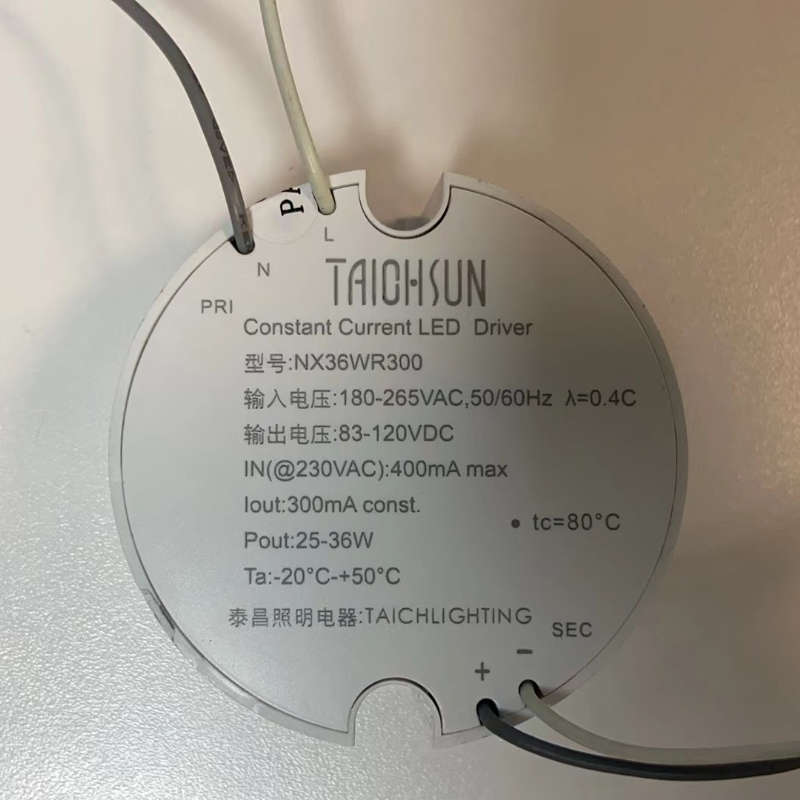 PA
L
N
TAICHSUN
PRI
Constant Current LED Driver
型号:NX36WR300
输入电压:180-265VAC,50/60Hz λ=0.4C
输出电压:83-120VDC
IN(@230VAC):400mA max
Iout:300mA const.
tc=80°C
Pout:25-36W
Ta:-20°C-+50°C
泰昌照明电器:TAICHLIGHTING
SEC
+ −